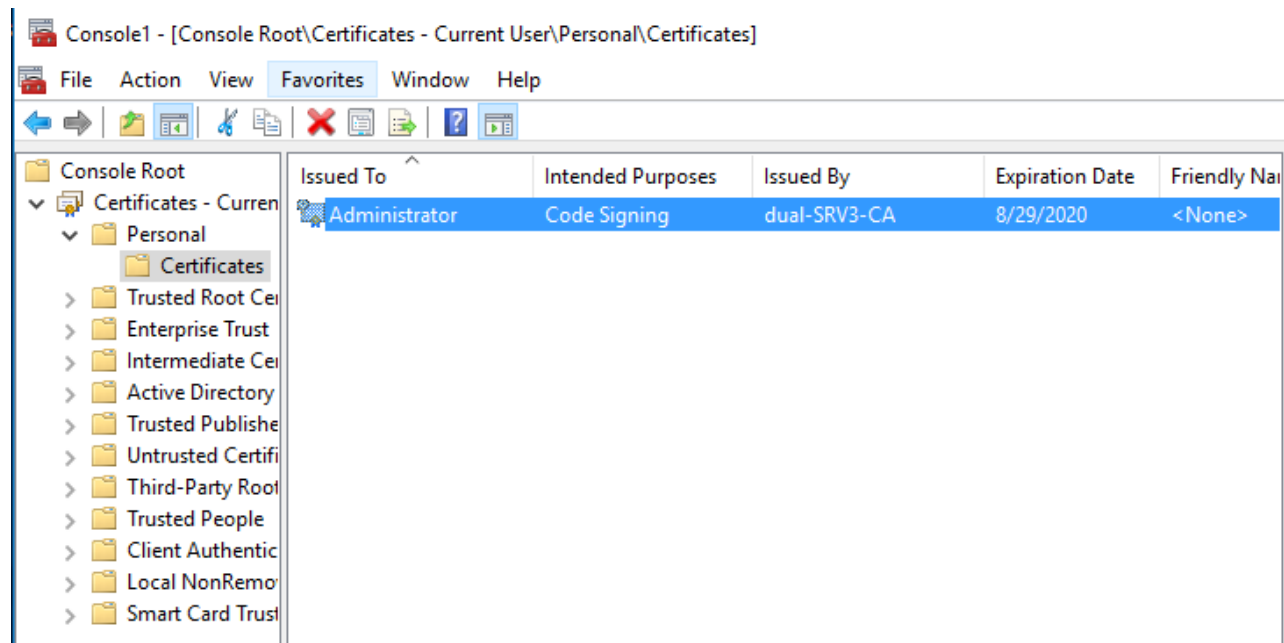 Console1 - [Console Root\Certificates - Current User\Personal\Certificates]
File Action View Favorites Window Help
Console Root
Certificates - Curren
Personal
Certificates
Trusted Root Cer
Enterprise Trust
Intermediate Cer
Active Directory
Trusted Publishe
Untrusted Certifi
Third-Party Root
Trusted People
Client Authentic
Local NonRemo
Smart Card Trust
Issued To Intended Purposes Issued By Expiration Date Friendly Nam
Administrator Code Signing dual-SRV3-CA 8/29/2020 <None>